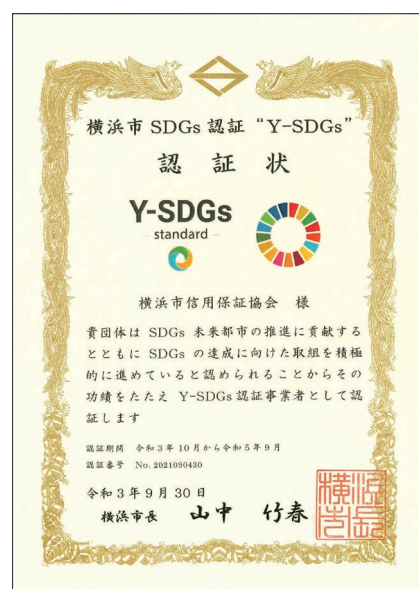 横浜市 SDGs 認証 “Y-SDGs”
認証状
Y-SDGs
standard
横浜市信用保証協会 様
貴団体は SDGs 未来都市の推進に貢献する
とともに SDGs の達成に向けた取組を積極
的に進めていると認められることからその
功績をたたえ Y-SDGs 認証事業者として認
証します
認証期間 令和3年10月から令和5年9月
認証番号 No. 2021090430
令和3年9月30日
横浜市長 山中 竹春
横浜市長